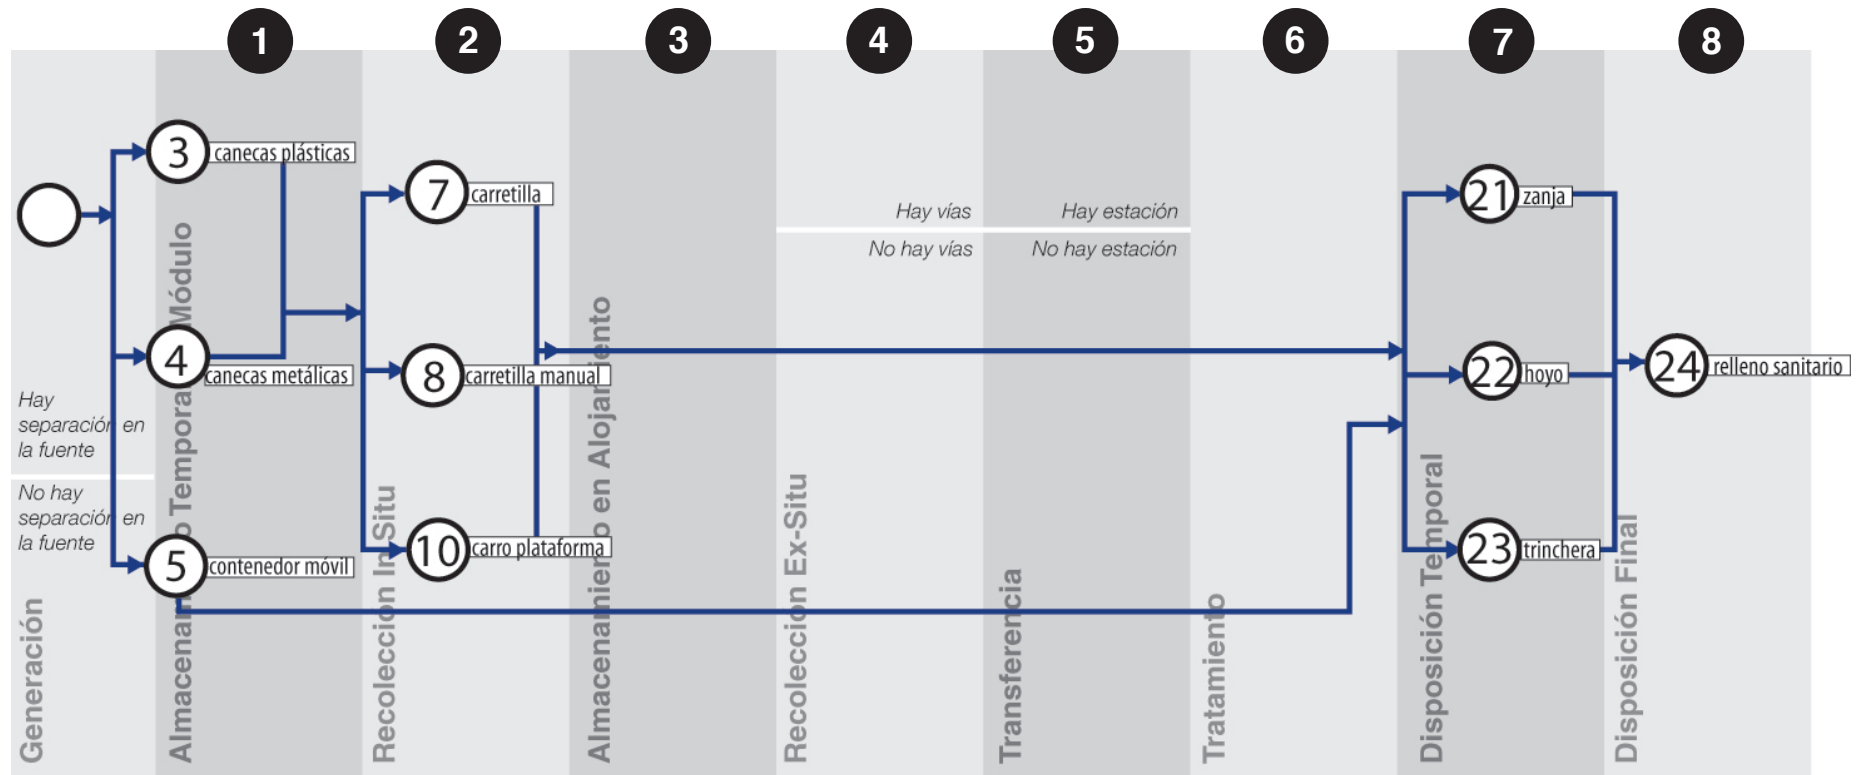 1
2
3
4
5
6
7
8
3
canecas plásticas
4
canecas metálicas
5
contenedor móvil
7
carretilla
8
carretilla manual
10
carro plataforma
Hay vías
No hay vías
Hay estación
No hay estación
21
zanja
22
hoyo
23
trinchera
24
relleno sanitario
Hay
separación en
la fuente
No hay
separación en
la fuente
Generación
Almacenamiento Temporal Módulo
Recolección In Situ
Almacenamiento en Alojamiento
Recoleccion Ex-Situ
Transferencia
Tratamiento
Disposición Temporal
Disposición Final